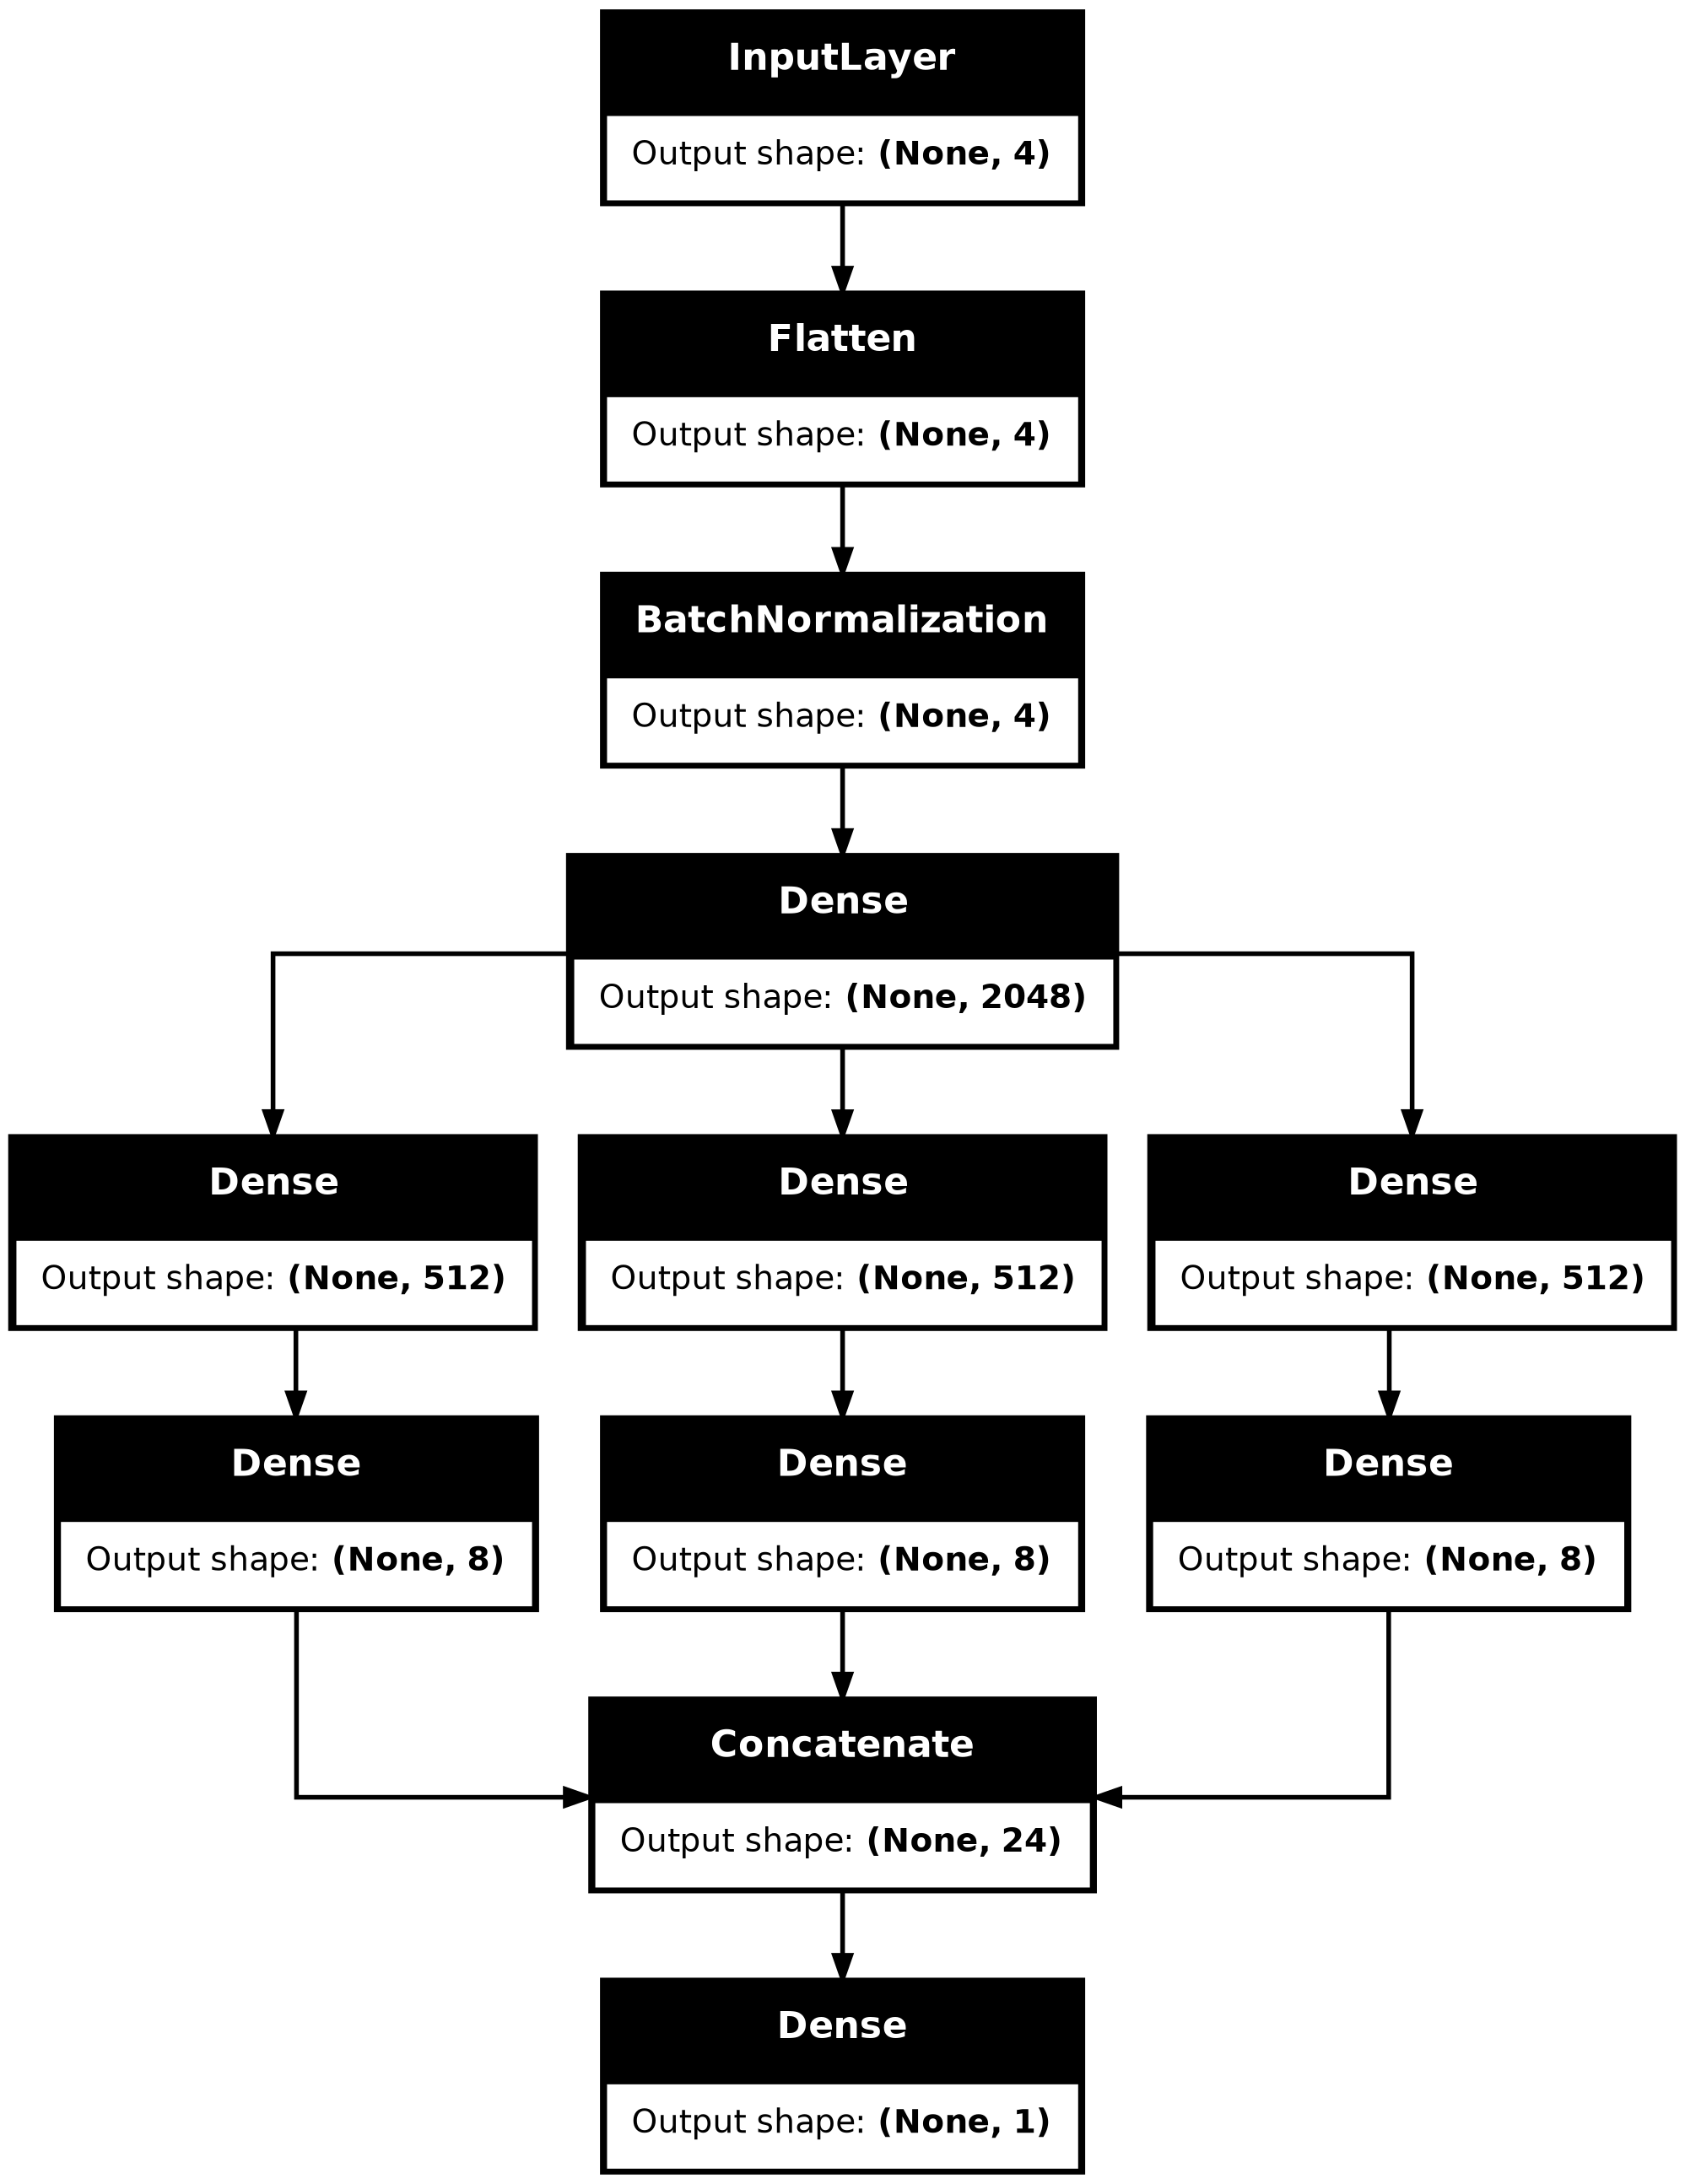 InputLayer
Output shape: (None, 4)
Flatten
Output shape: (None, 4)
BatchNormalization
Output shape: (None, 4)
Dense
Output shape: (None, 2048)
Dense
Output shape: (None, 512)
Dense
Output shape: (None, 512)
Dense
Output shape: (None, 512)
Dense
Output shape: (None, 8)
Dense
Output shape: (None, 8)
Dense
Output shape: (None, 8)
Concatenate
Output shape: (None, 24)
Dense
Output shape: (None, 1)